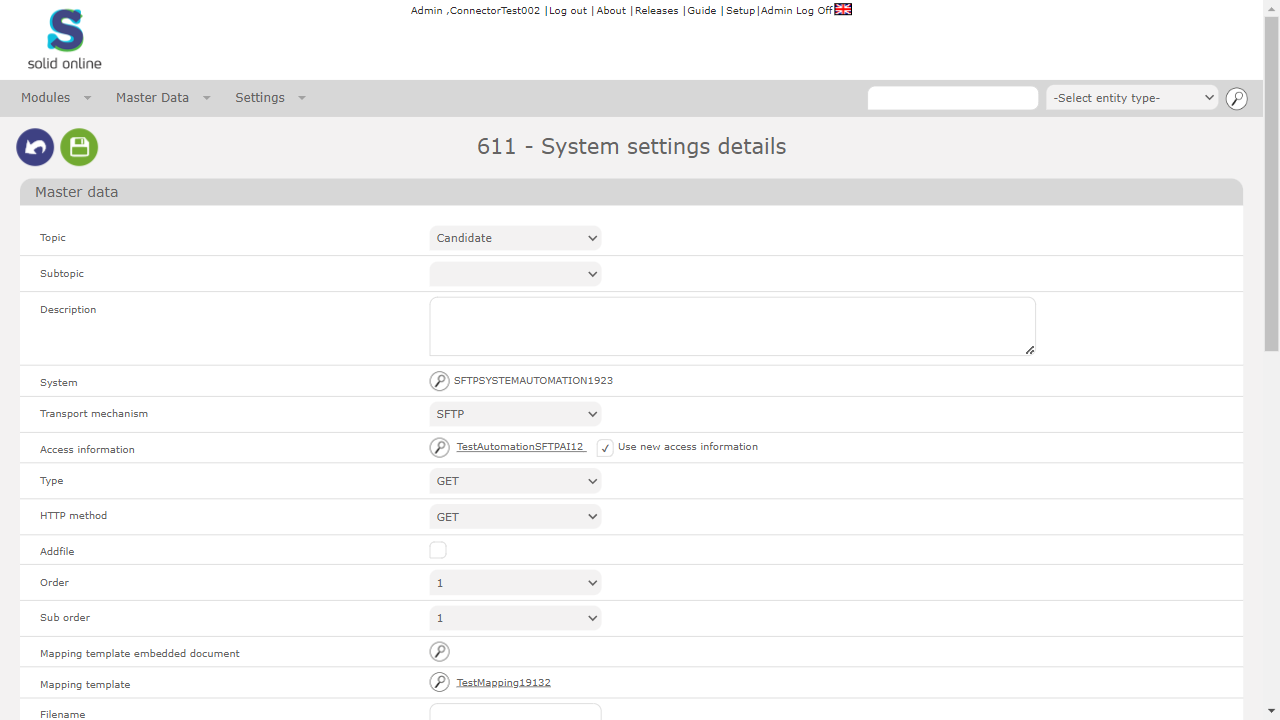 Admin ,ConnectorTest002 |Log out |About |Releases |Guide |Setup|Admin Log Off
solid online
Modules Master Data Settings -Select entity type-
611 - System settings details
Master data
Topic Candidate
Subtopic
Description
System SFTPSYSTEMAUTOMATION1923
Transport mechanism SFTP
Access information TestAutomationSFTPAI12 Use new access information
Type GET
HTTP method GET
Addfile
Order 1
Sub order 1
Mapping template embedded document
Mapping template TestMapping19132
Filename